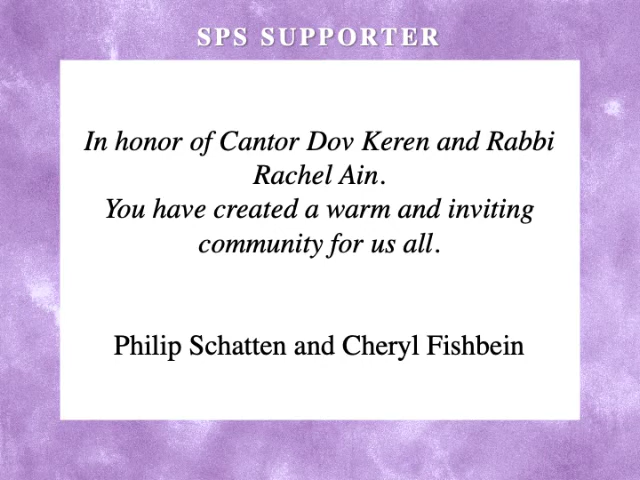 SPS SUPPORTER
In honor of Cantor Dov Keren and Rabbi
Rachel Ain.
You have created a warm and inviting
community for us all.
Philip Schatten and Cheryl Fishbein